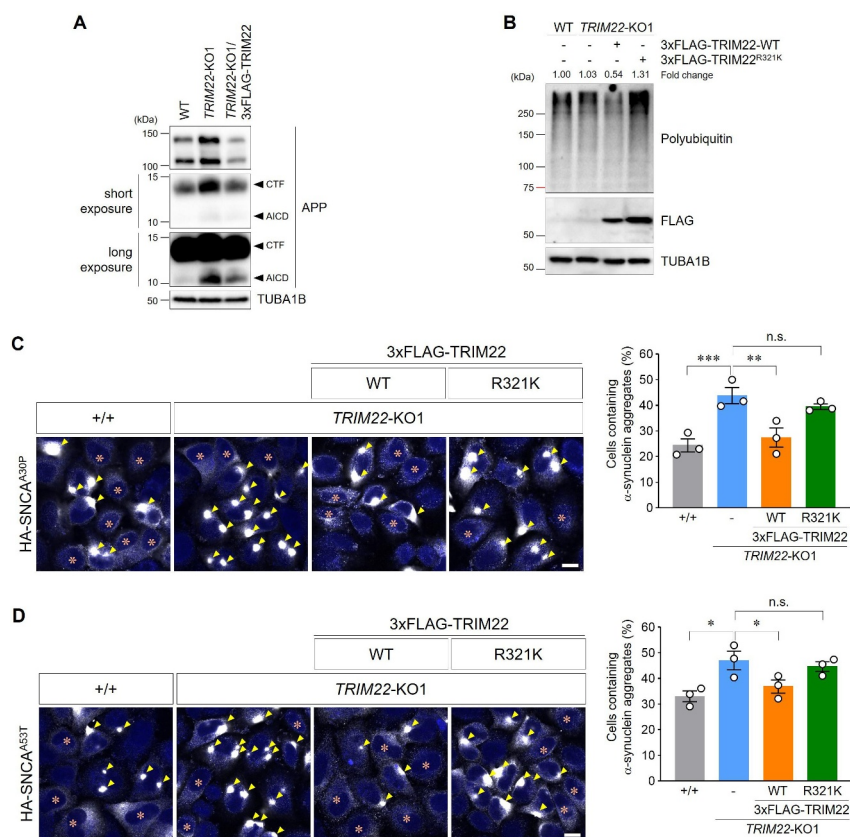 A
WT
TRIM22-KO1
TRIM22-KO1/
3xFLAG-TRIM22
(kDa)
150
100
short
exposure
15
10
CTF
AICD
APP
long
exposure
15
10
CTF
AICD
50
TUBA1B
B
WT TRIM22-KO1
- - + - 3xFLAG-TRIM22-WT
- - - + 3xFLAG-TRIM22R321K
(kDa) 1.00 1.03 0.54 1.31 Fold change
250
150
100
75
Polyubiquitin
50
FLAG
50
TUBA1B
C
3xFLAG-TRIM22
WT R321K
+/+ TRIM22-KO1
HA-SNCAA30P
* * * * * * * * * * * * * *
Cells containing
α-synuclein aggregates (%)
60
50
40
30
20
10
0
n.s.
*** **
+/+ - WT R321K
3xFLAG-TRIM22
TRIM22-KO1
D
3xFLAG-TRIM22
WT R321K
+/+ TRIM22-KO1
HA-SNCAA53T
* * * * * * * * * *
Cells containing
α-synuclein aggregates (%)
60
50
40
30
20
10
0
n.s.
* *
+/+ - WT R321K
3xFLAG-TRIM22
TRIM22-KO1